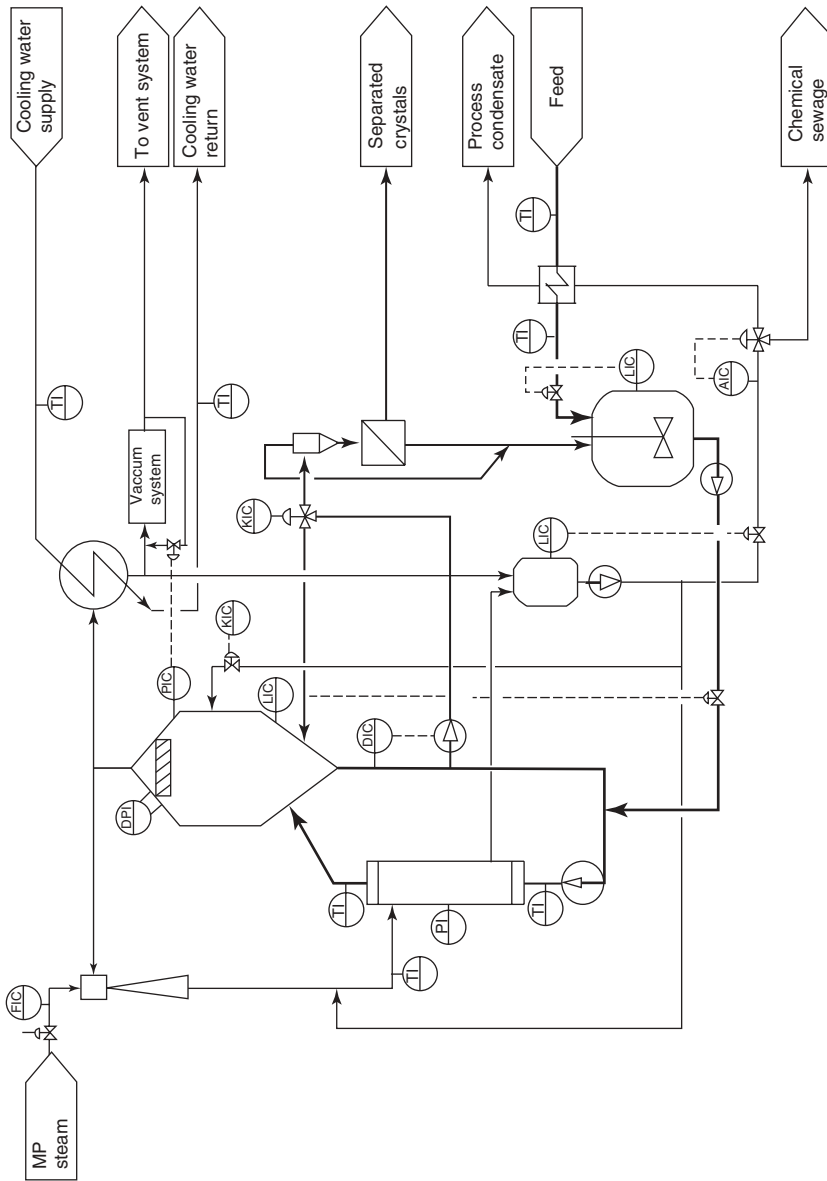 MP
steam
FIC
Cooling water
supply
TI
DPI
To vent system
Vaccum
system
PIC
Cooling water
return
TI
KIC
KIC
LIC
TI
DIC
Separated
crystals
TI
PI
Process
condensate
TI
TI
TI
LIC
Feed
LIC
AIC
Chemical
sewage